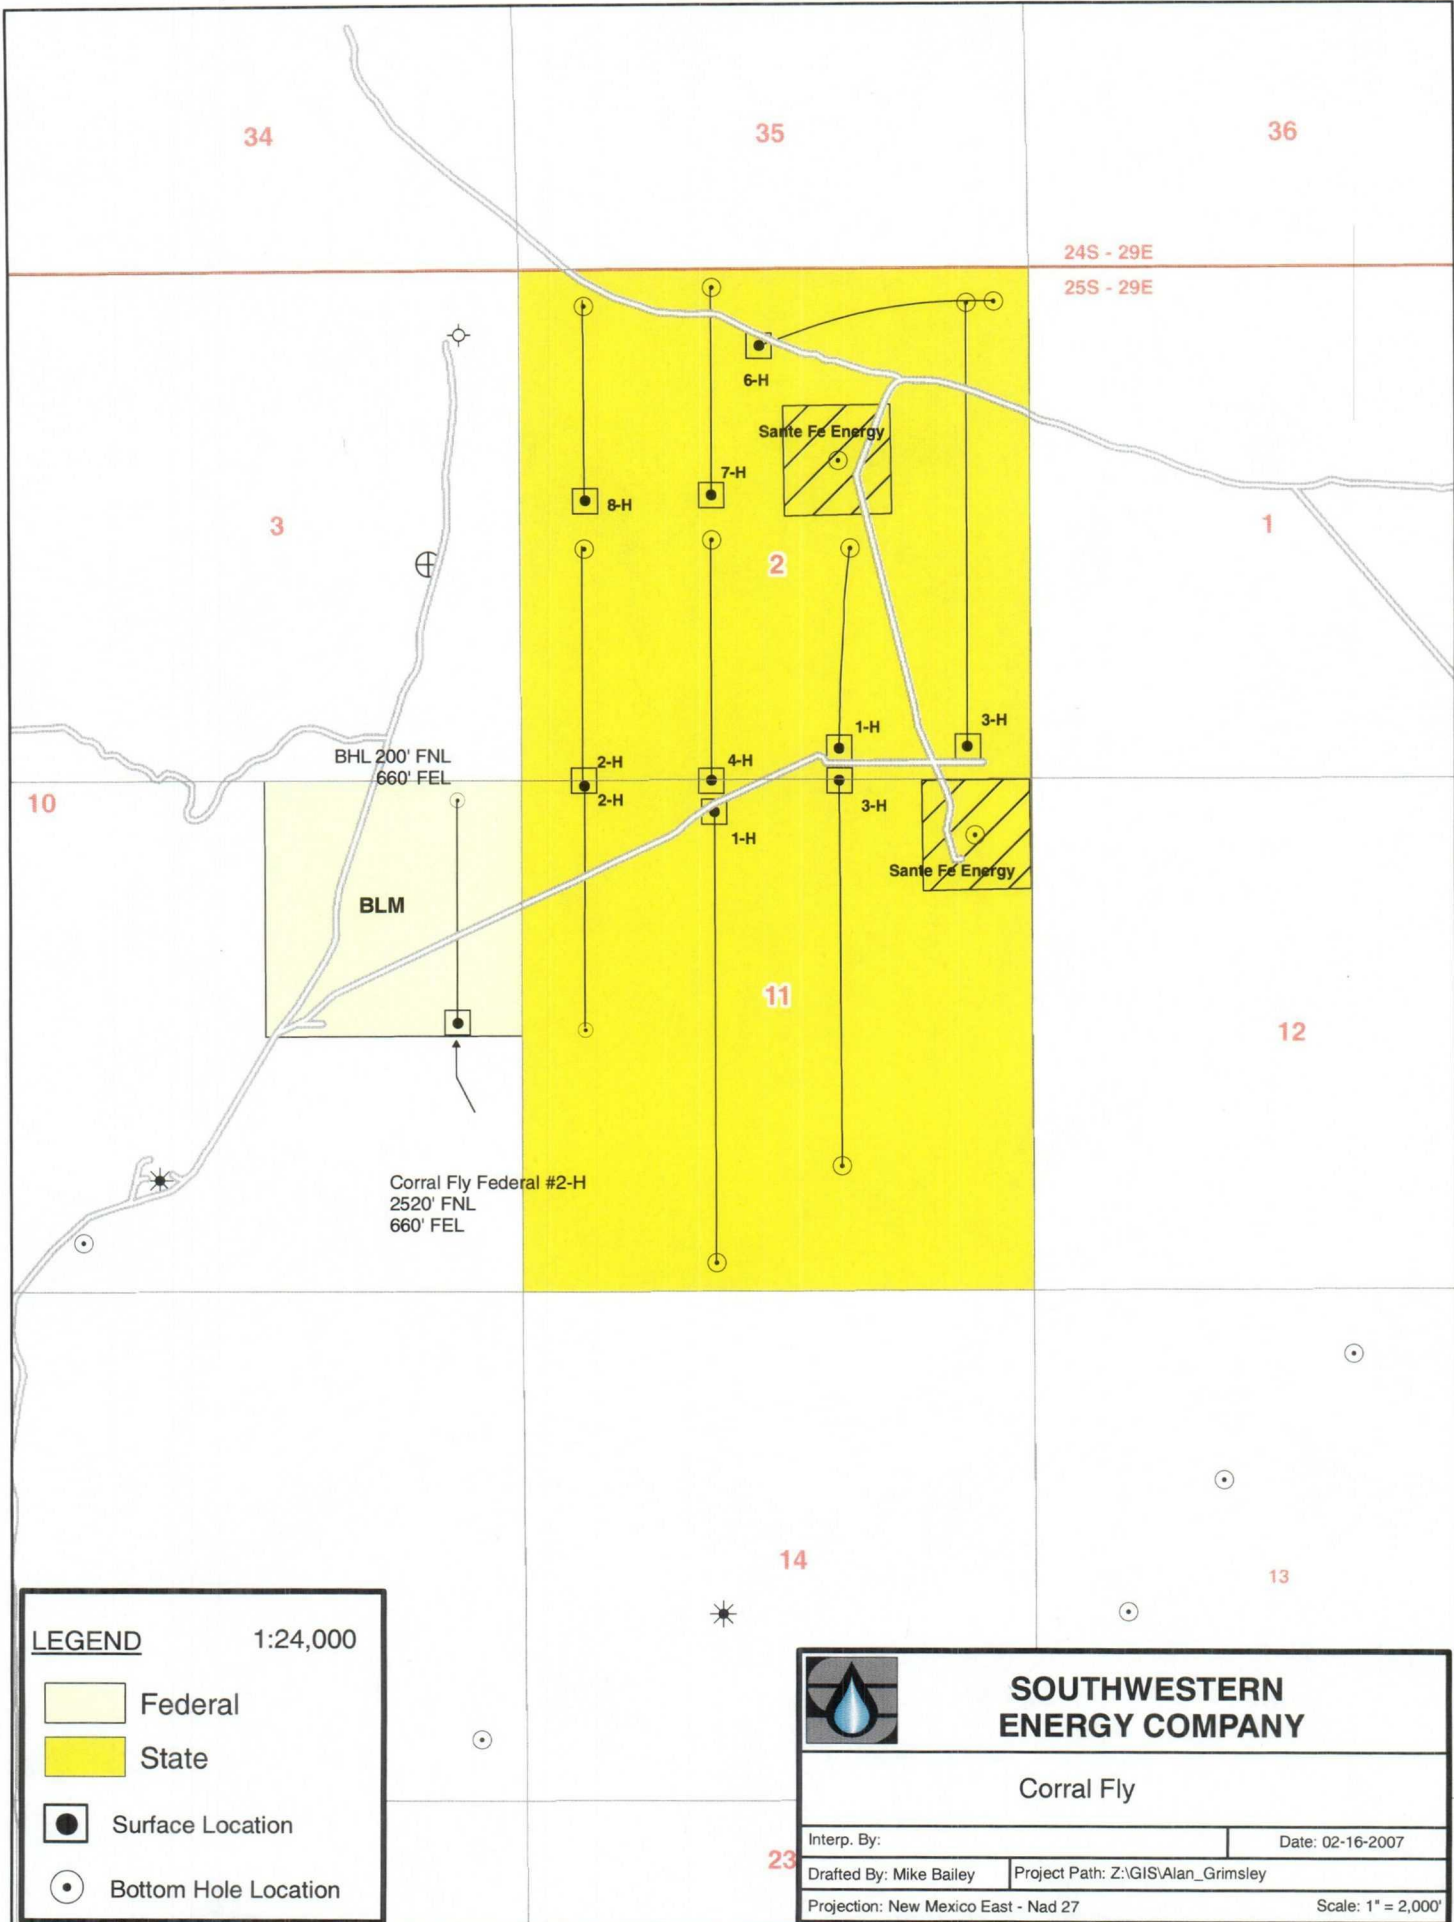 34
35
36
24S - 29E
25S - 29E
6-H
Sante Fe Energy
7-H
8-H
3
2
1
1-H
3-H
BHL 200' FNL
660' FEL
2-H
4-H
2-H
3-H
10
1-H
Sante Fe Energy
BLM
11
12
Corral Fly Federal #2-H
2520' FNL
660' FEL
14
13
23
LEGEND 1:24,000
Federal
State
Surface Location
Bottom Hole Location
SOUTHWESTERN
ENERGY COMPANY
Corral Fly
Interp. By: Date: 02-16-2007
Drafted By: Mike Bailey Project Path: Z:\GIS\Alan_Grimsley
Projection: New Mexico East - Nad 27 Scale: 1" = 2,000'